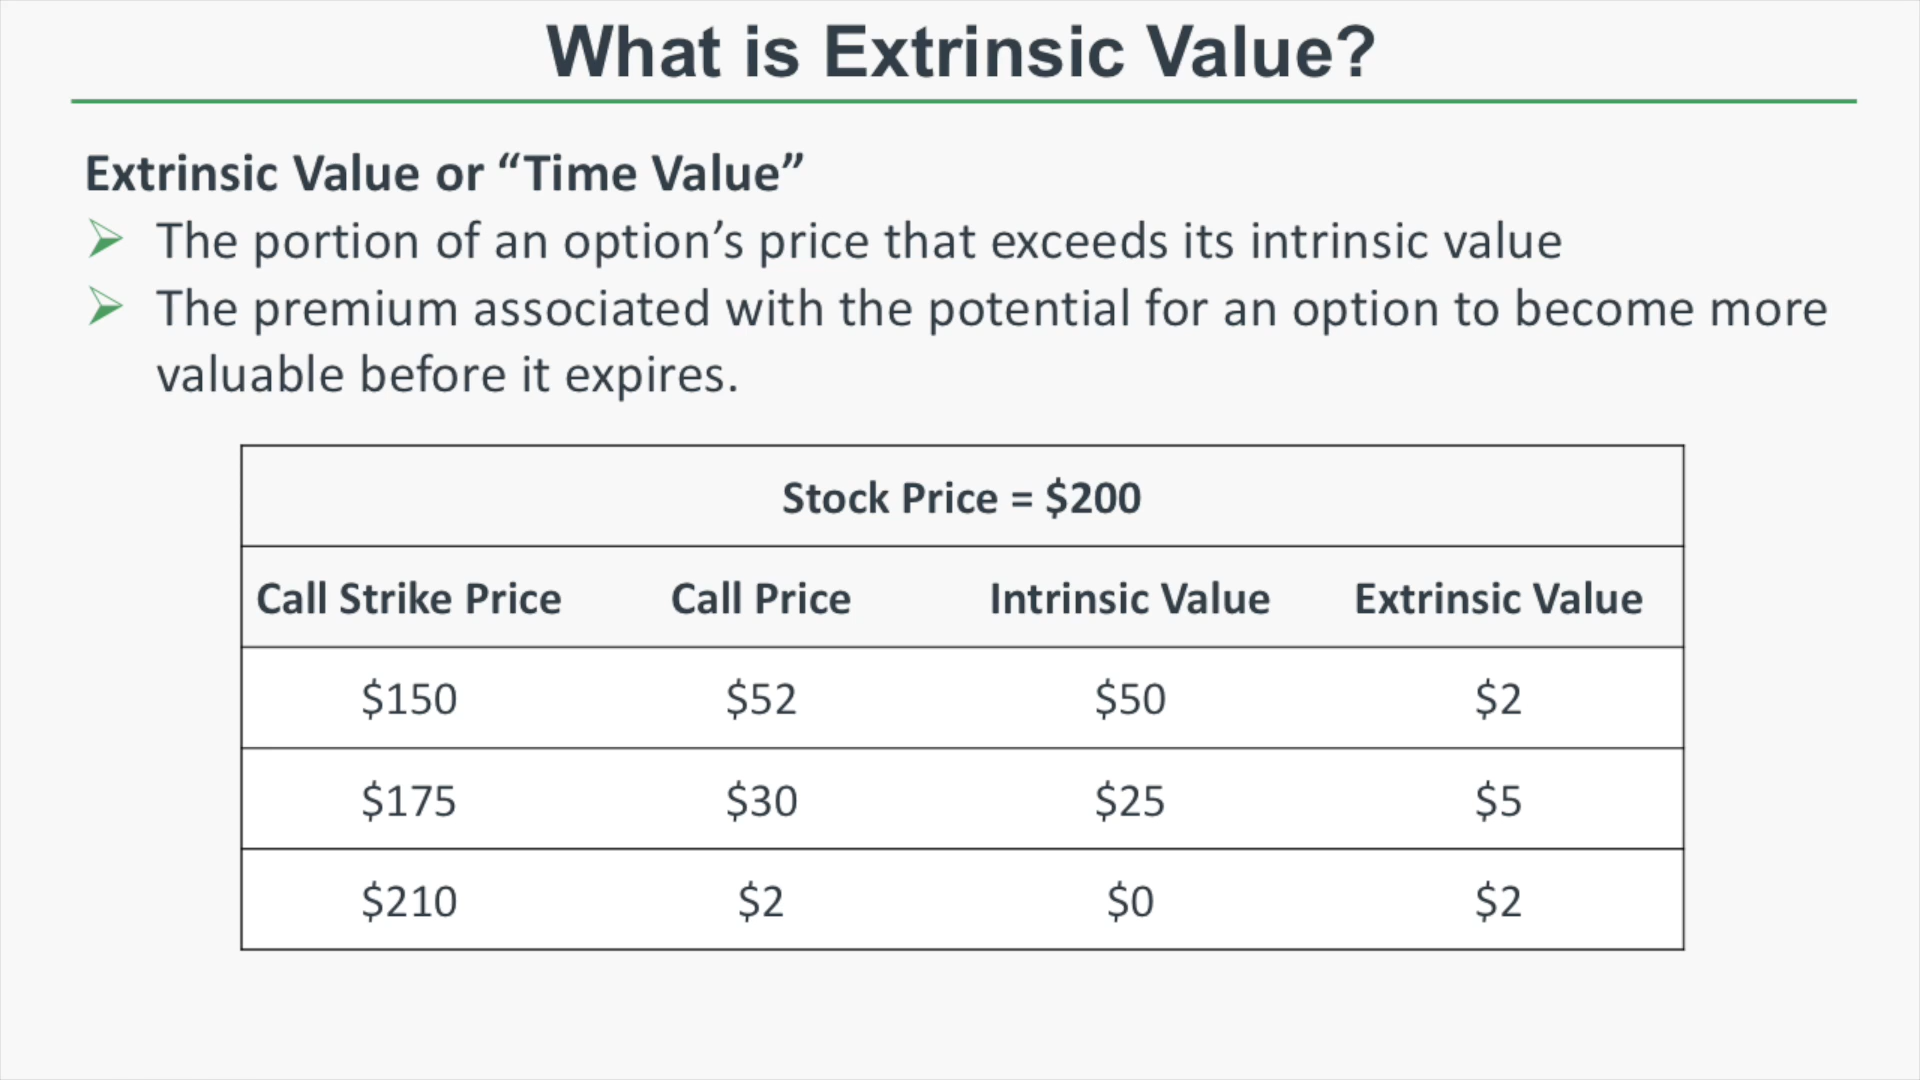 What is Extrinsic Value?
Extrinsic Value or “Time Value”
The portion of an option’s price that exceeds its intrinsic value
The premium associated with the potential for an option to become more
valuable before it expires.
Stock Price = $200
Call Strike Price Call Price Intrinsic Value Extrinsic Value
$150 $52 $50 $2
$175 $30 $25 $5
$210 $2 $0 $2